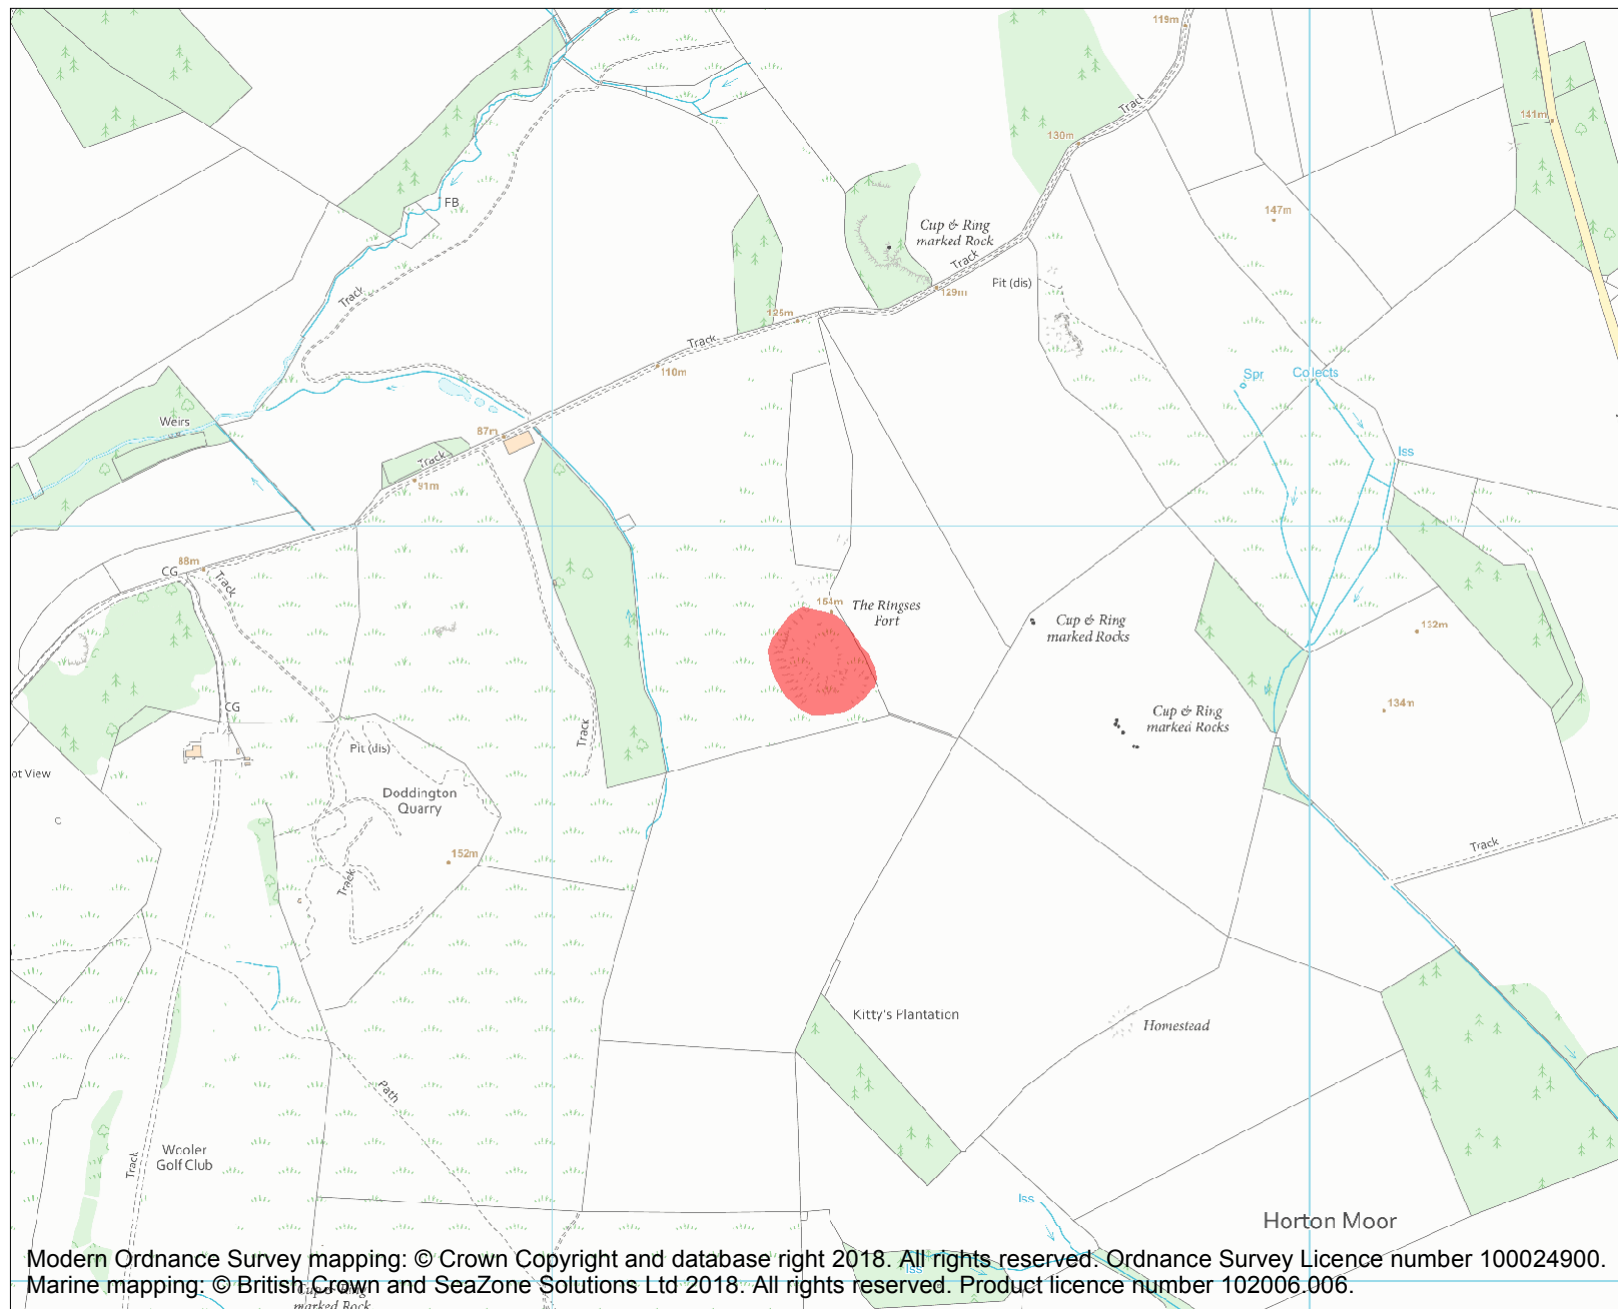 119m
Track
141m
130m
FB
147m
Cup & Ring
marked Rock
Track
Pit (dis)
Track
129m
125m
Track
110m
Spr
Collects
Weirs
87m
Track
Iss
91m
88m
CG
Track
154m
The Ringses
Fort
Cup & Ring
marked Rocks
132m
CG
134m
Cup & Ring
marked Rocks
Track
Pit (dis)
ot View
Doddington
Quarry
C
152m
Track
Track
Kitty's Plantation
Homestead
Path
Wooler
Golf Club
Track
Iss
Horton Moor
Modern Ordnance Survey mapping: © Crown Copyright and database right 2018. All rights reserved. Ordnance Survey Licence number 100024900.
Iss
Marine mapping: © British Crown and SeaZone Solutions Ltd 2018. All rights reserved. Product licence number 102006.006.
Cup & Ring
marked Rock